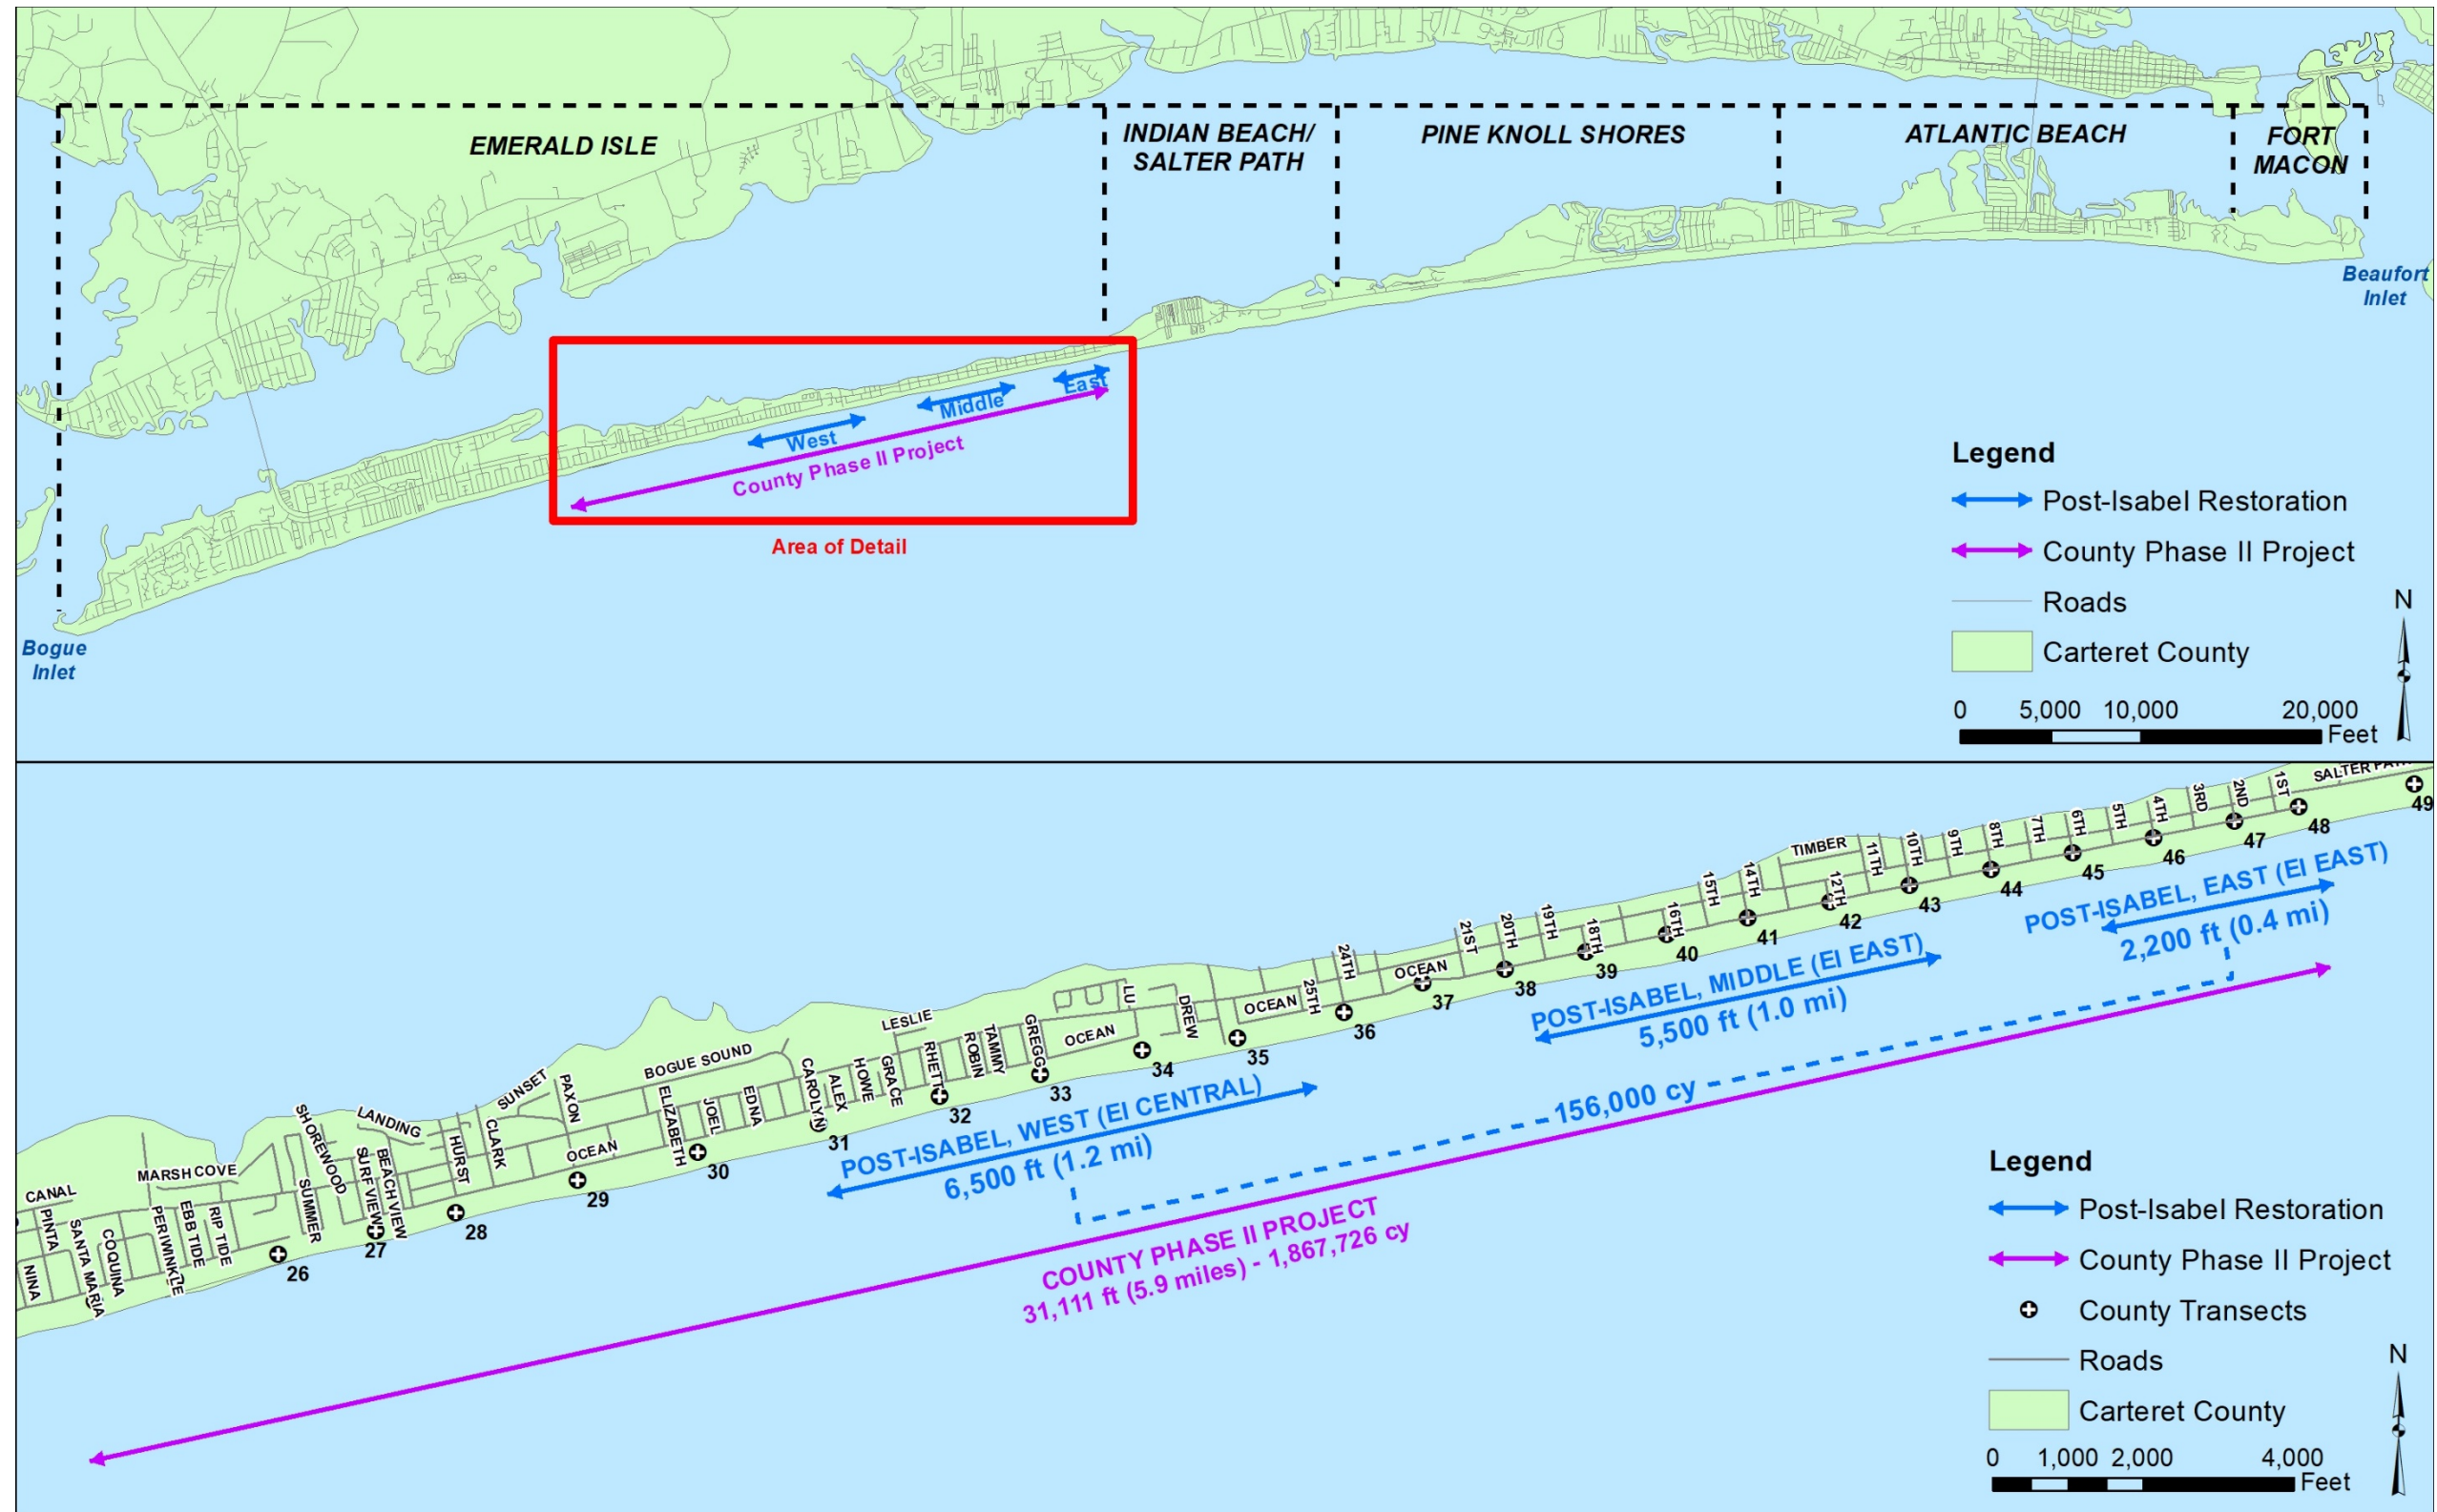 EMERALD ISLE
INDIAN BEACH/
SALTER PATH
PINE KNOLL SHORES
ATLANTIC BEACH
FORT
MACON
Beaufort
Inlet
East
Middle
West
County Phase II Project
Area of Detail
Bogue
Inlet
Legend
Post-Isabel Restoration
County Phase II Project
Roads
Carteret County
N
0 5,000 10,000 20,000
Feet
SALTER PATH
1ST
2ND
3RD
4TH
5TH
6TH
7TH
8TH
9TH
10TH
11TH
TIMBER
12TH
14TH
15TH
16TH
18TH
19TH
20TH
21ST
OCEAN
24TH
25TH
OCEAN
DREW
LU
OCEAN
GREGG
TAMMY
ROBIN
RHETT
LESLIE
GRACE
HOWE
ALEX
CAROLYN
BOGUE SOUND
EDNA
JOEL
ELIZABETH
OCEAN
PAXON
SUNSET
CLARK
HURST
LANDING
BEACH VIEW
SURF VIEW
SHOREWOOD
SUMMER
MARSH COVE
RIP TIDE
EBB TIDE
PERIWINKLE
COQUINA
SANTA MARIA
CANAL
PINTA
NINA
26
27
28
29
30
31
32
33
34
35
36
37
38
39
40
41
42
43
44
45
46
47
48
49
POST-ISABEL, EAST (EI EAST)
2,200 ft (0.4 mi)
POST-ISABEL, MIDDLE (EI EAST)
5,500 ft (1.0 mi)
POST-ISABEL, WEST (EI CENTRAL)
6,500 ft (1.2 mi)
156,000 cy
COUNTY PHASE II PROJECT
31,111 ft (5.9 miles) - 1,867,726 cy
Legend
Post-Isabel Restoration
County Phase II Project
County Transects
Roads
Carteret County
N
0 1,000 2,000 4,000
Feet